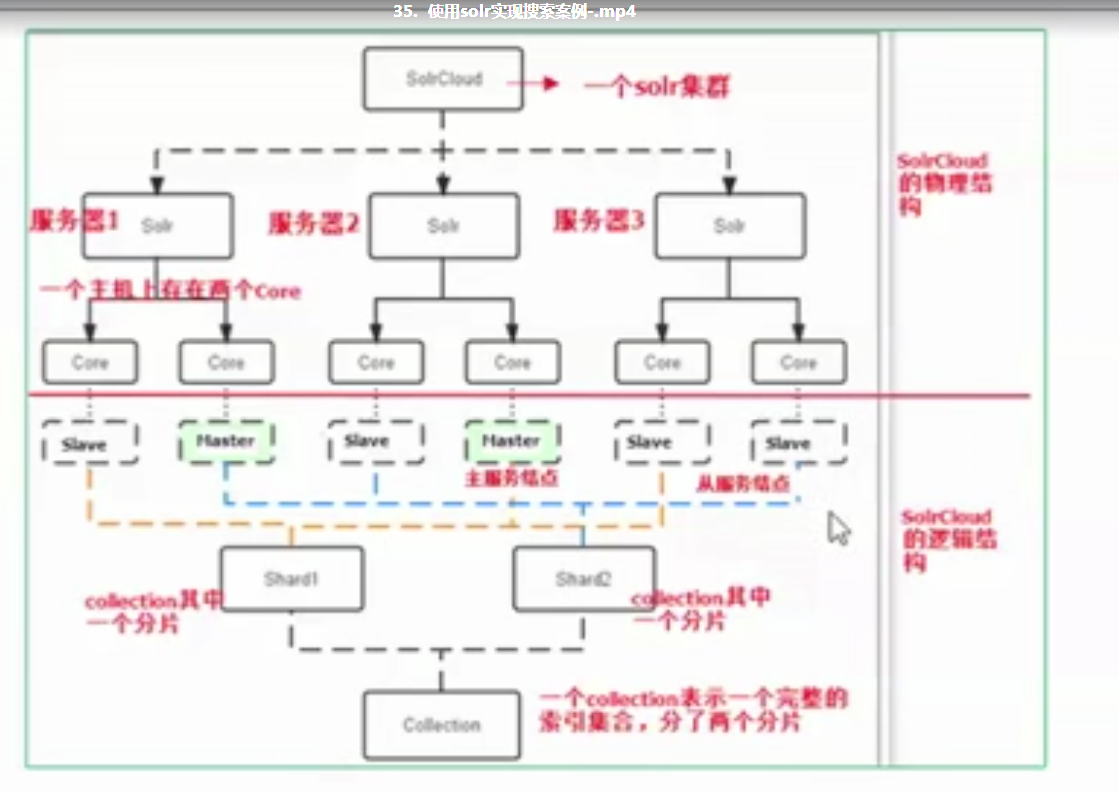 35. 使用solr实现搜索案例-.mp4
SolrCloud
一个solr集群
SolrCloud
的物理结
构
服务器1
Solr
服务器2
Solr
服务器3
Solr
一个主机上存在两个Core
Core
Core
Core
Core
Core
Core
Slave
Master
Slave
Master
Slave
Slave
主服务结点
从服务结点
SolrCloud
的逻辑结
构
Shard1
Shard2
collection其中
一个分片
collection其中
一个分片
Collection
一个collection表示一个完整的
索引集合，分了两个分片